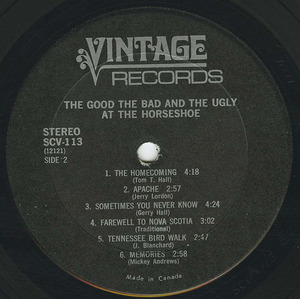 VINTAGE
RECORDS
THE GOOD THE BAD AND THE UGLY
AT THE HORSESHOE
STEREO
SCV-113
(12121)
SIDE 2
1. THE HOMECOMING 4:18
(Tom T. Hall)
2. APACHE 2:57
(Jerry Lordon)
3. SOMETIMES YOU NEVER KNOW 4:24
(Gerry Hall)
4. FAREWELL TO NOVA SCOTIA 3:02
(Traditional)
5. TENNESSEE BIRD WALK 2:47
(J. Blanchard)
6. MEMORIES 2:58
(Mickey Andrews)
Made in Canada